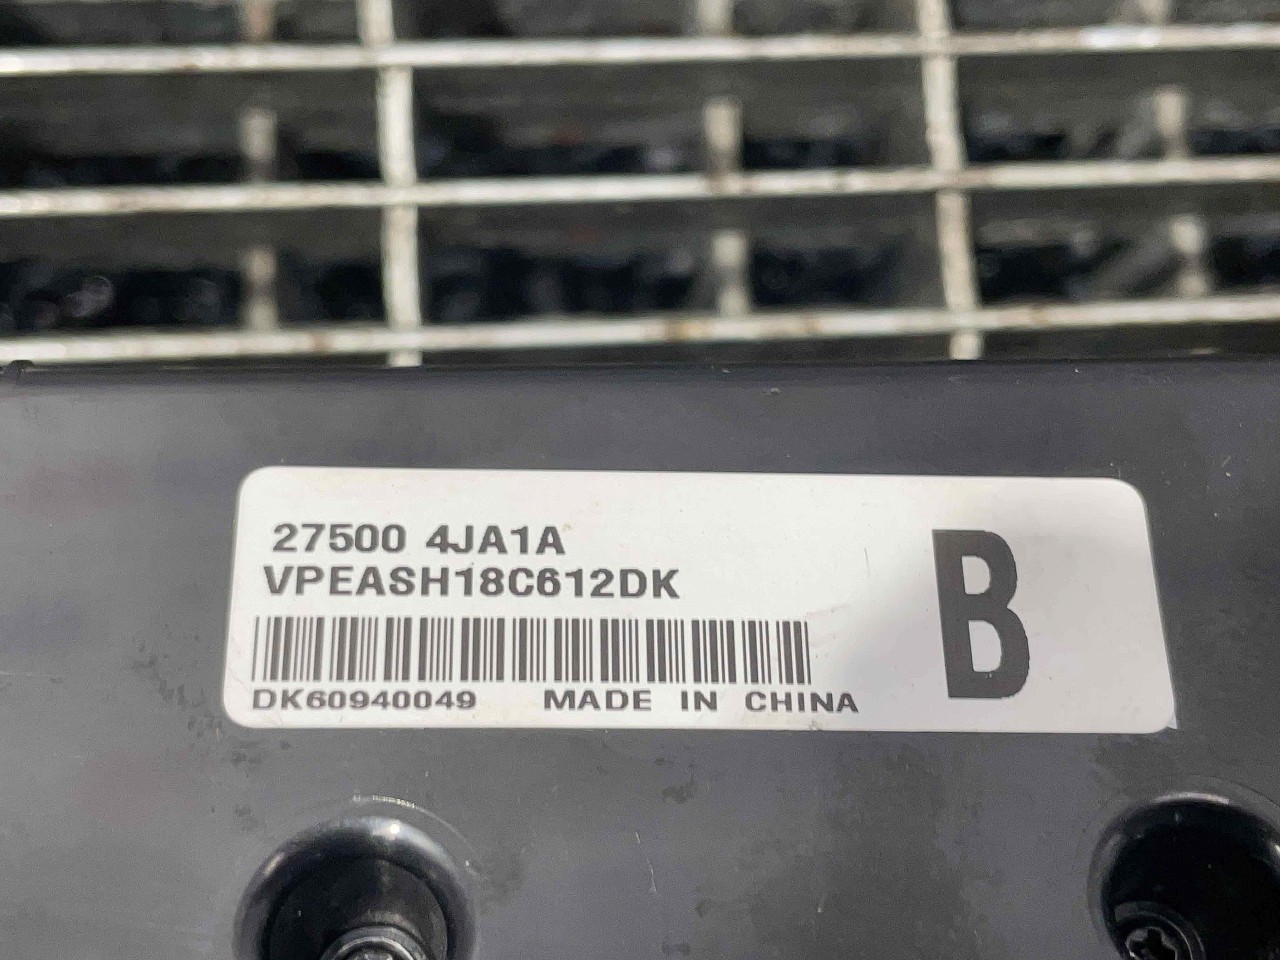 27500 4JA1A
VPEASH18C612DK
B
DK60940049 MADE IN CHINA